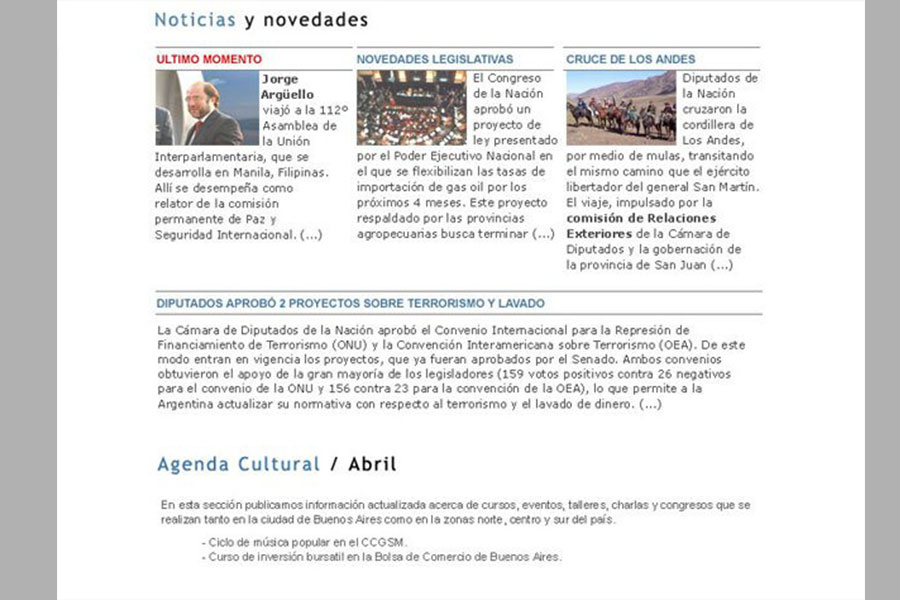 Noticias y novedades
ULTIMO MOMENTO
Jorge
Argüello
viajó a la 112º
Asamblea de
la Unión
Interparlamentaria, que se
desarrolla en Manila, Filipinas.
Allí se desempeña como
relator de la comisión
permanente de Paz y
Seguridad Internacional. (...)
NOVEDADES LEGISLATIVAS
El Congreso
de la Nación
aprobó un
proyecto de
ley presentado
por el Poder Ejecutivo Nacional en
el que se flexibilizan las tasas de
importación de gas oil por los
próximos 4 meses. Este proyecto
respaldado por las provincias
agropecuarias busca terminar (...)
CRUCE DE LOS ANDES
Diputados de
la Nación
cruzaron la
cordillera de
Los Andes,
por medio de mulas, transitando
el mismo camino que el ejército
libertador del general San Martín.
El viaje, impulsado por la
comisión de Relaciones
Exteriores de la Cámara de
Diputados y la gobernación de
la provincia de San Juan (...)
DIPUTADOS APROBÓ 2 PROYECTOS SOBRE TERRORISMO Y LAVADO
La Cámara de Diputados de la Nación aprobó el Convenio Internacional para la Represión de
Financiamiento de Terrorismo (ONU) y la Convención Interamericana sobre Terrorismo (OEA). De este
modo entran en vigencia los proyectos, que ya fueran aprobados por el Senado. Ambos convenios
obtuvieron el apoyo de la gran mayoría de los legisladores (159 votos positivos contra 26 negativos
para el convenio de la ONU y 156 contra 23 para la convención de la OEA), lo que permite a la
Argentina actualizar su normativa con respecto al terrorismo y el lavado de dinero. (...)
Agenda Cultural / Abril
En esta sección publicamos información actualizada acerca de cursos, eventos, talleres, charlas y congresos que se
realizan tanto en la ciudad de Buenos Aires como en la zonas norte, centro y sur del país.
- Ciclo de música popular en el CCGSM.
- Curso de inversión bursatil en la Bolsa de Comercio de Buenos Aires.